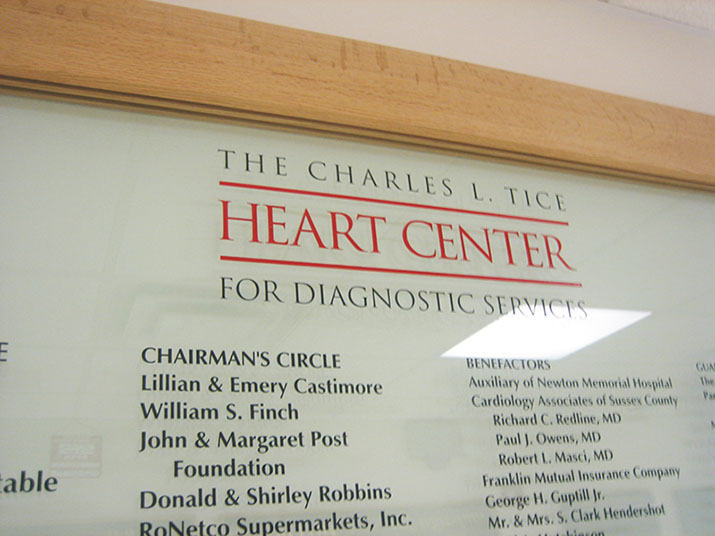 THE CHARLES L. TICE
HEART CENTER
FOR DIAGNOSTIC SERVICES
CHAIRMAN'S CIRCLE
Lillian & Emery Castimore
William S. Finch
John & Margaret Post
Foundation
Donald & Shirley Robbins
RoNetco Supermarkets, Inc.
BENEFACTORS
Auxiliary of Newton Memorial Hospital
Cardiology Associates of Sussex County
Richard C. Redline, MD
Paul J. Owens, MD
Robert L. Masci, MD
Franklin Mutual Insurance Company
George H. Guptill Jr.
Mr. & Mrs. S. Clark Hendershot